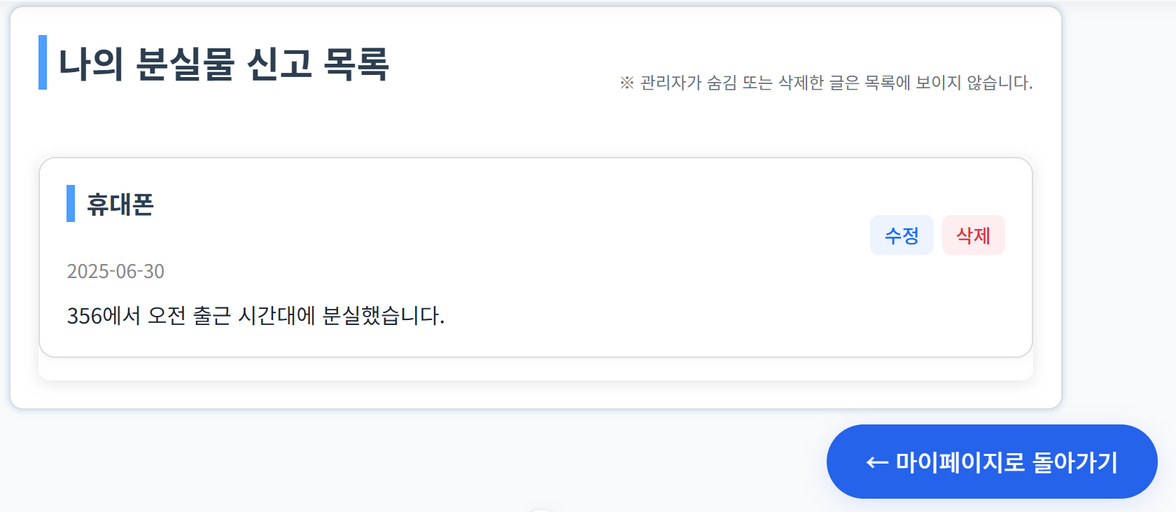 나의 분실물 신고 목록
※ 관리자가 숨김 또는 삭제한 글은 목록에 보이지 않습니다.
휴대폰
수정 삭제
2025-06-30
356에서 오전 출근 시간대에 분실했습니다.
← 마이페이지로 돌아가기